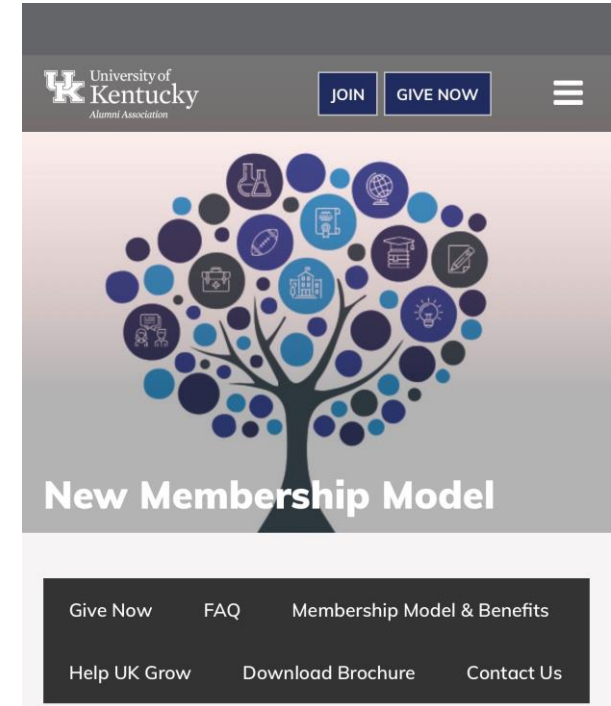 University of
Kentucky
Alumni Association
JOIN GIVE NOW
New Membership Model
Give Now FAQ Membership Model & Benefits
Help UK Grow Download Brochure Contact Us